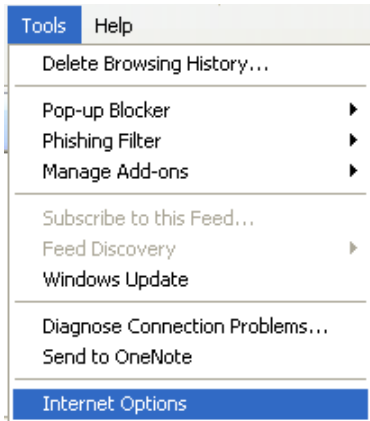 Tools Help
Delete Browsing History...
Pop-up Blocker
Phishing Filter
Manage Add-ons
Subscribe to this Feed...
Feed Discovery
Windows Update
Diagnose Connection Problems...
Send to OneNote
Internet Options